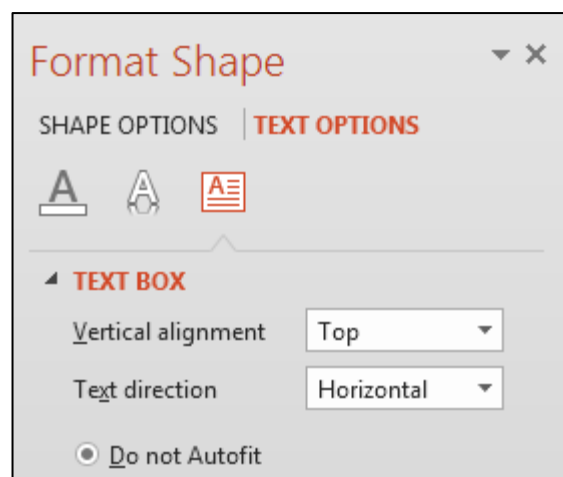 Format Shape
SHAPE OPTIONS TEXT OPTIONS
TEXT BOX
Vertical alignment Top
Text direction Horizontal
Do not Autofit